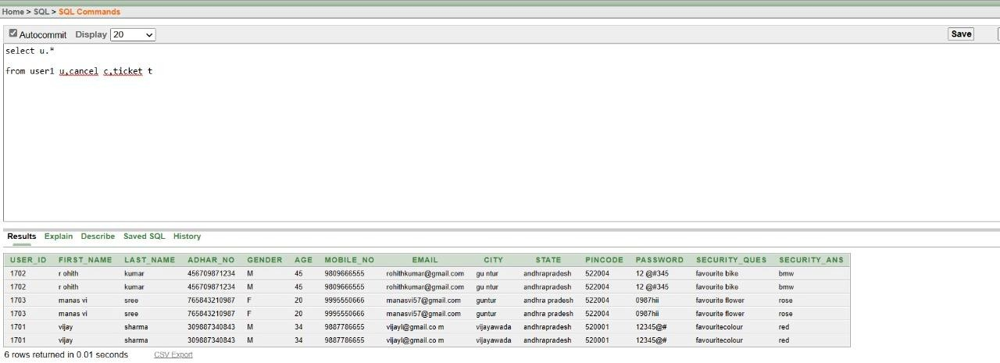 Home > SQL > SQL Commands
Autocommit Display 20 Save
select u.*
from user1 u,cancel c,ticket t
Results Explain Describe Saved SQL History
USER_ID FIRST_NAME LAST_NAME ADHAR_NO GENDER AGE MOBILE_NO EMAIL CITY STATE PINCODE PASSWORD SECURITY_QUES SECURITY_ANS
1702 r ohith kumar 456709871234 M 45 9809666555 rohithkumar@gmail.com gu ntur andhrapradesh 522004 12 @#345 favourite bike bmw
1702 r ohith kumar 456709871234 M 45 9809666555 rohithkumar@gmail.com gu ntur andhrapradesh 522004 12 @#345 favourite bike bmw
1703 manas vi sree 765843210987 F 20 9995550666 manasvi57@gmail.com guntur andhra pradesh 522004 0987hii favourite flower rose
1703 manas vi sree 765843210987 F 20 9995550666 manasvi57@gmail.com guntur andhra pradesh 522004 0987hii favourite flower rose
1701 vijay sharma 309887340843 M 34 9887786655 vijayl@gmail.co m vijayawada andhrapradesh 520001 12345@# favouritecolour red
1701 vijay sharma 309887340843 M 34 9887786655 vijayl@gmail.co m vijayawada andhrapradesh 520001 12345@# favouritecolour red
6 rows returned in 0.01 seconds CSV Export